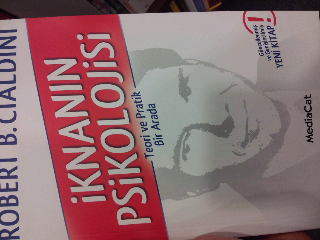 ROBERT B. CIALDINI
İKNANIN
PSİKOLOJİSİ
Teori ve Pratik
Bir Arada
YENİ KİTAP
MediaCat